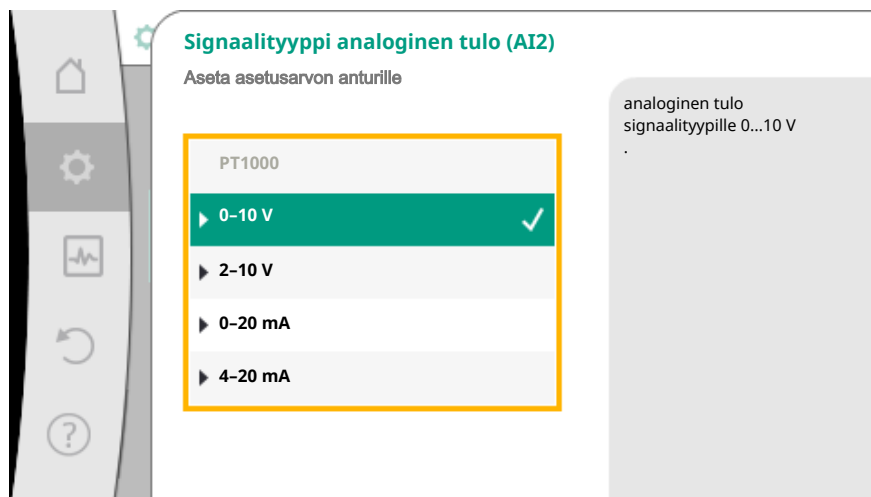 Signaalityyppi analoginen tulo (AI2)
Aseta asetusarvon anturille
PT1000
0–10 V
2–10 V
0–20 mA
4–20 mA
analoginen tulo
signaalityypille 0...10 V
.
?